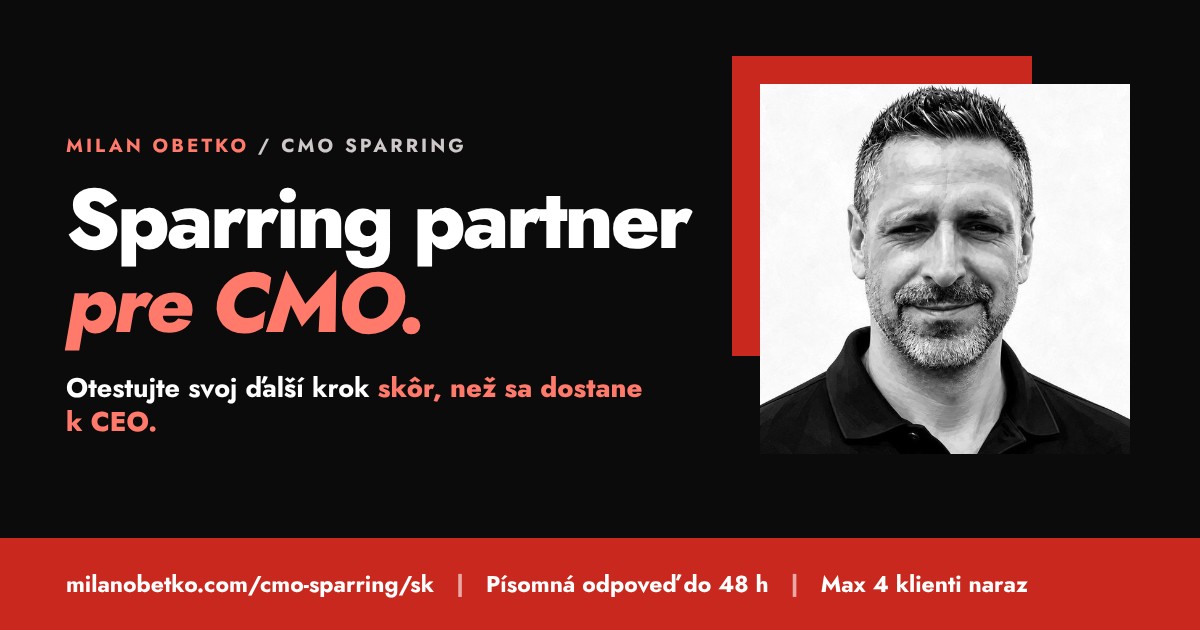 MILAN OBETKO / CMO SPARRING
Sparring partner
pre CMO.
Otestujte svoj ďalší krok skôr, než sa dostane
k CEO.
milanobetko.com/cmo-sparring/sk | Písomná odpoveď do 48 h | Max 4 klienti naraz